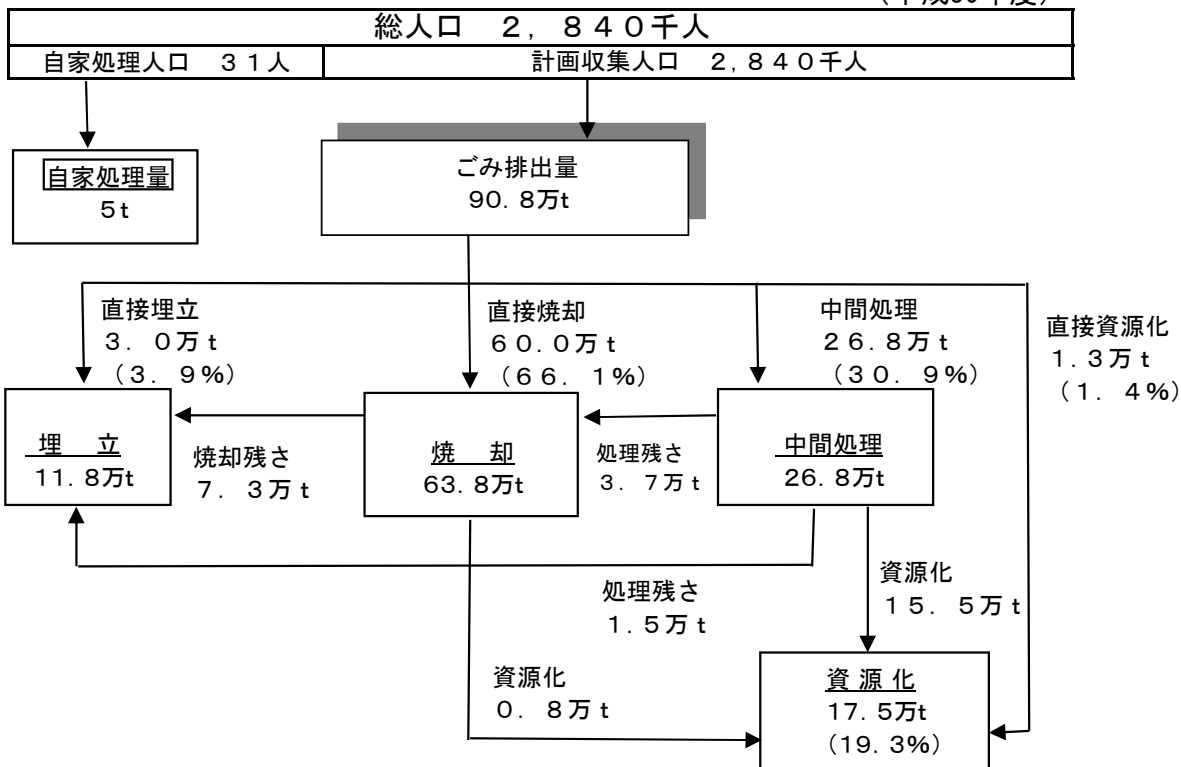 総人口 ２，８４０千人
自家処理人口 ３１人
計画収集人口 ２,８４０千人
自家処理量
５t
ごみ排出量
90．8万t
直接埋立
３．０万ｔ
（３．９％）
直接焼却
６０.０万ｔ
（６６．１％）
中間処理
２６.８万ｔ
（３０．９％）
直接資源化
１.３万ｔ
（１．４％）
埋 立
11．8万t
焼却残さ
７．３万ｔ
焼 却
63．8万t
処理残さ
３．７万ｔ
中間処理
26．8万t
処理残さ
１.５万ｔ
資源化
１５．５万ｔ
資源化
０．８万ｔ
資 源 化
17．5万t
（19．3%）